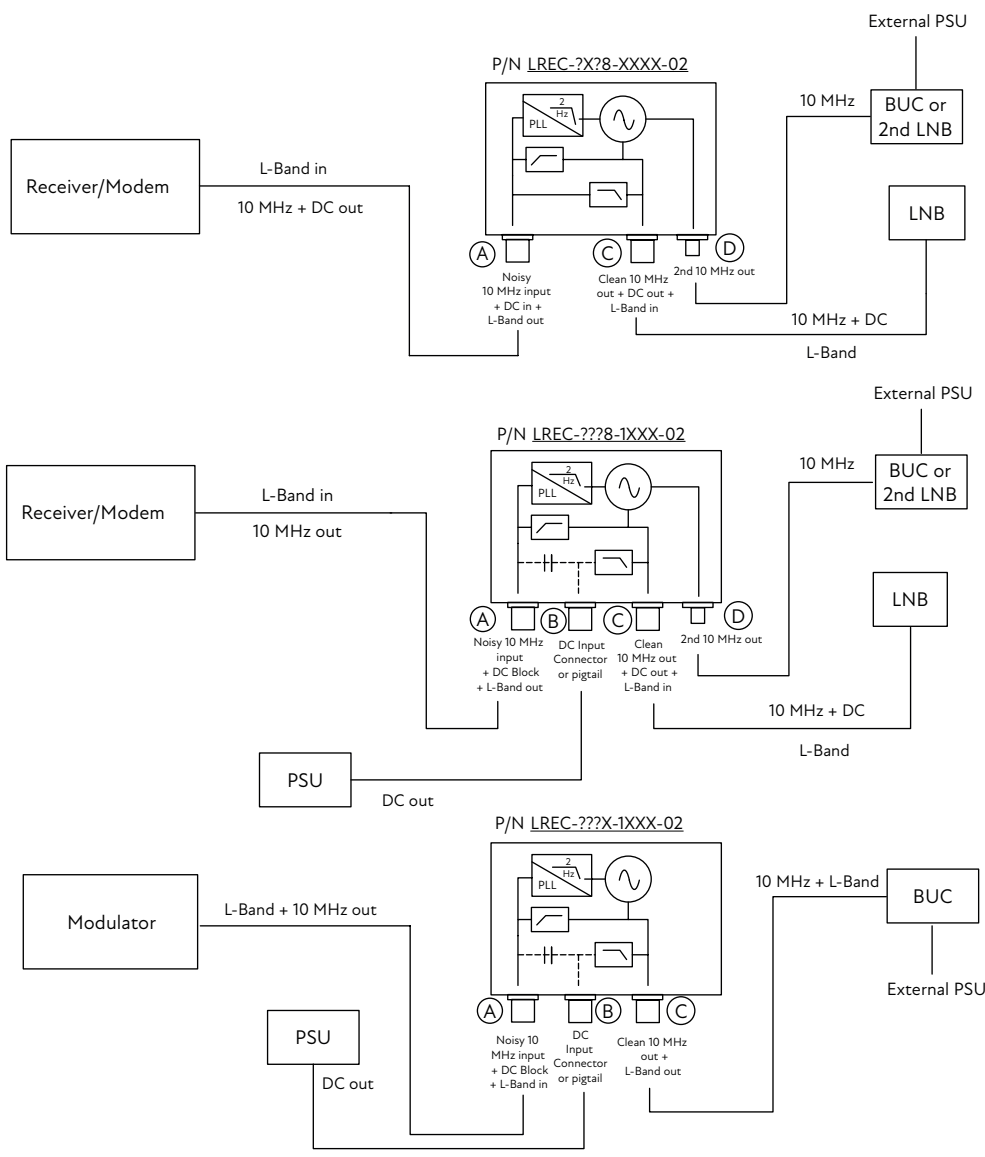 External PSU
P/N LREC-?X?8-XXXX-02
2
Hz
PLL
10 MHz
BUC or
2nd LNB
Receiver/Modem
L-Band in
10 MHz + DC out
LNB
A
C
D
Noisy
10 MHz input
+ DC in +
L-Band out
Clean 10 MHz
out + DC out +
L-Band in
2nd 10 MHz out
10 MHz + DC
L-Band
External PSU
P/N LREC-???8-1XXX-02
2
Hz
PLL
10 MHz
BUC or
2nd LNB
Receiver/Modem
L-Band in
10 MHz out
LNB
A
B
C
D
Noisy 10 MHz
input
+ DC Block
+ L-Band out
DC Input
Connector
or pigtail
Clean
10 MHz out
+ DC out +
L-Band in
2nd 10 MHz out
10 MHz + DC
L-Band
PSU
DC out
P/N LREC-???X-1XXX-02
2
Hz
PLL
10 MHz + L-Band
BUC
Modulator
L-Band + 10 MHz out
External PSU
A
B
C
Noisy 10
MHz input
+ DC Block
+ L-Band in
DC
Input
Connector
or pigtail
Clean 10 MHz
out +
L-Band out
PSU
DC out